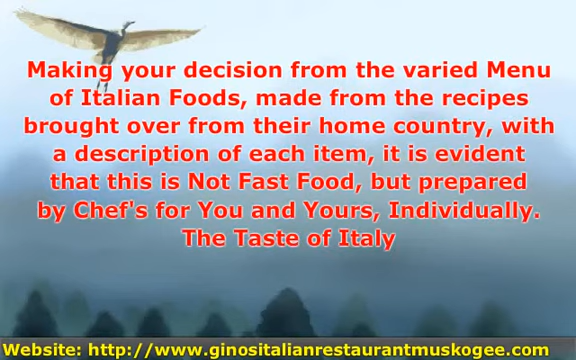 Making your decision from the varied Menu
of Italian Foods, made from the recipes
brought over from their home country, with
a description of each item, it is evident
that this is Not Fast Food, but prepared
by Chef's for You and Yours, Individually.
The Taste of Italy
Website: http://www.ginositalianrestaurantmuskogee.com